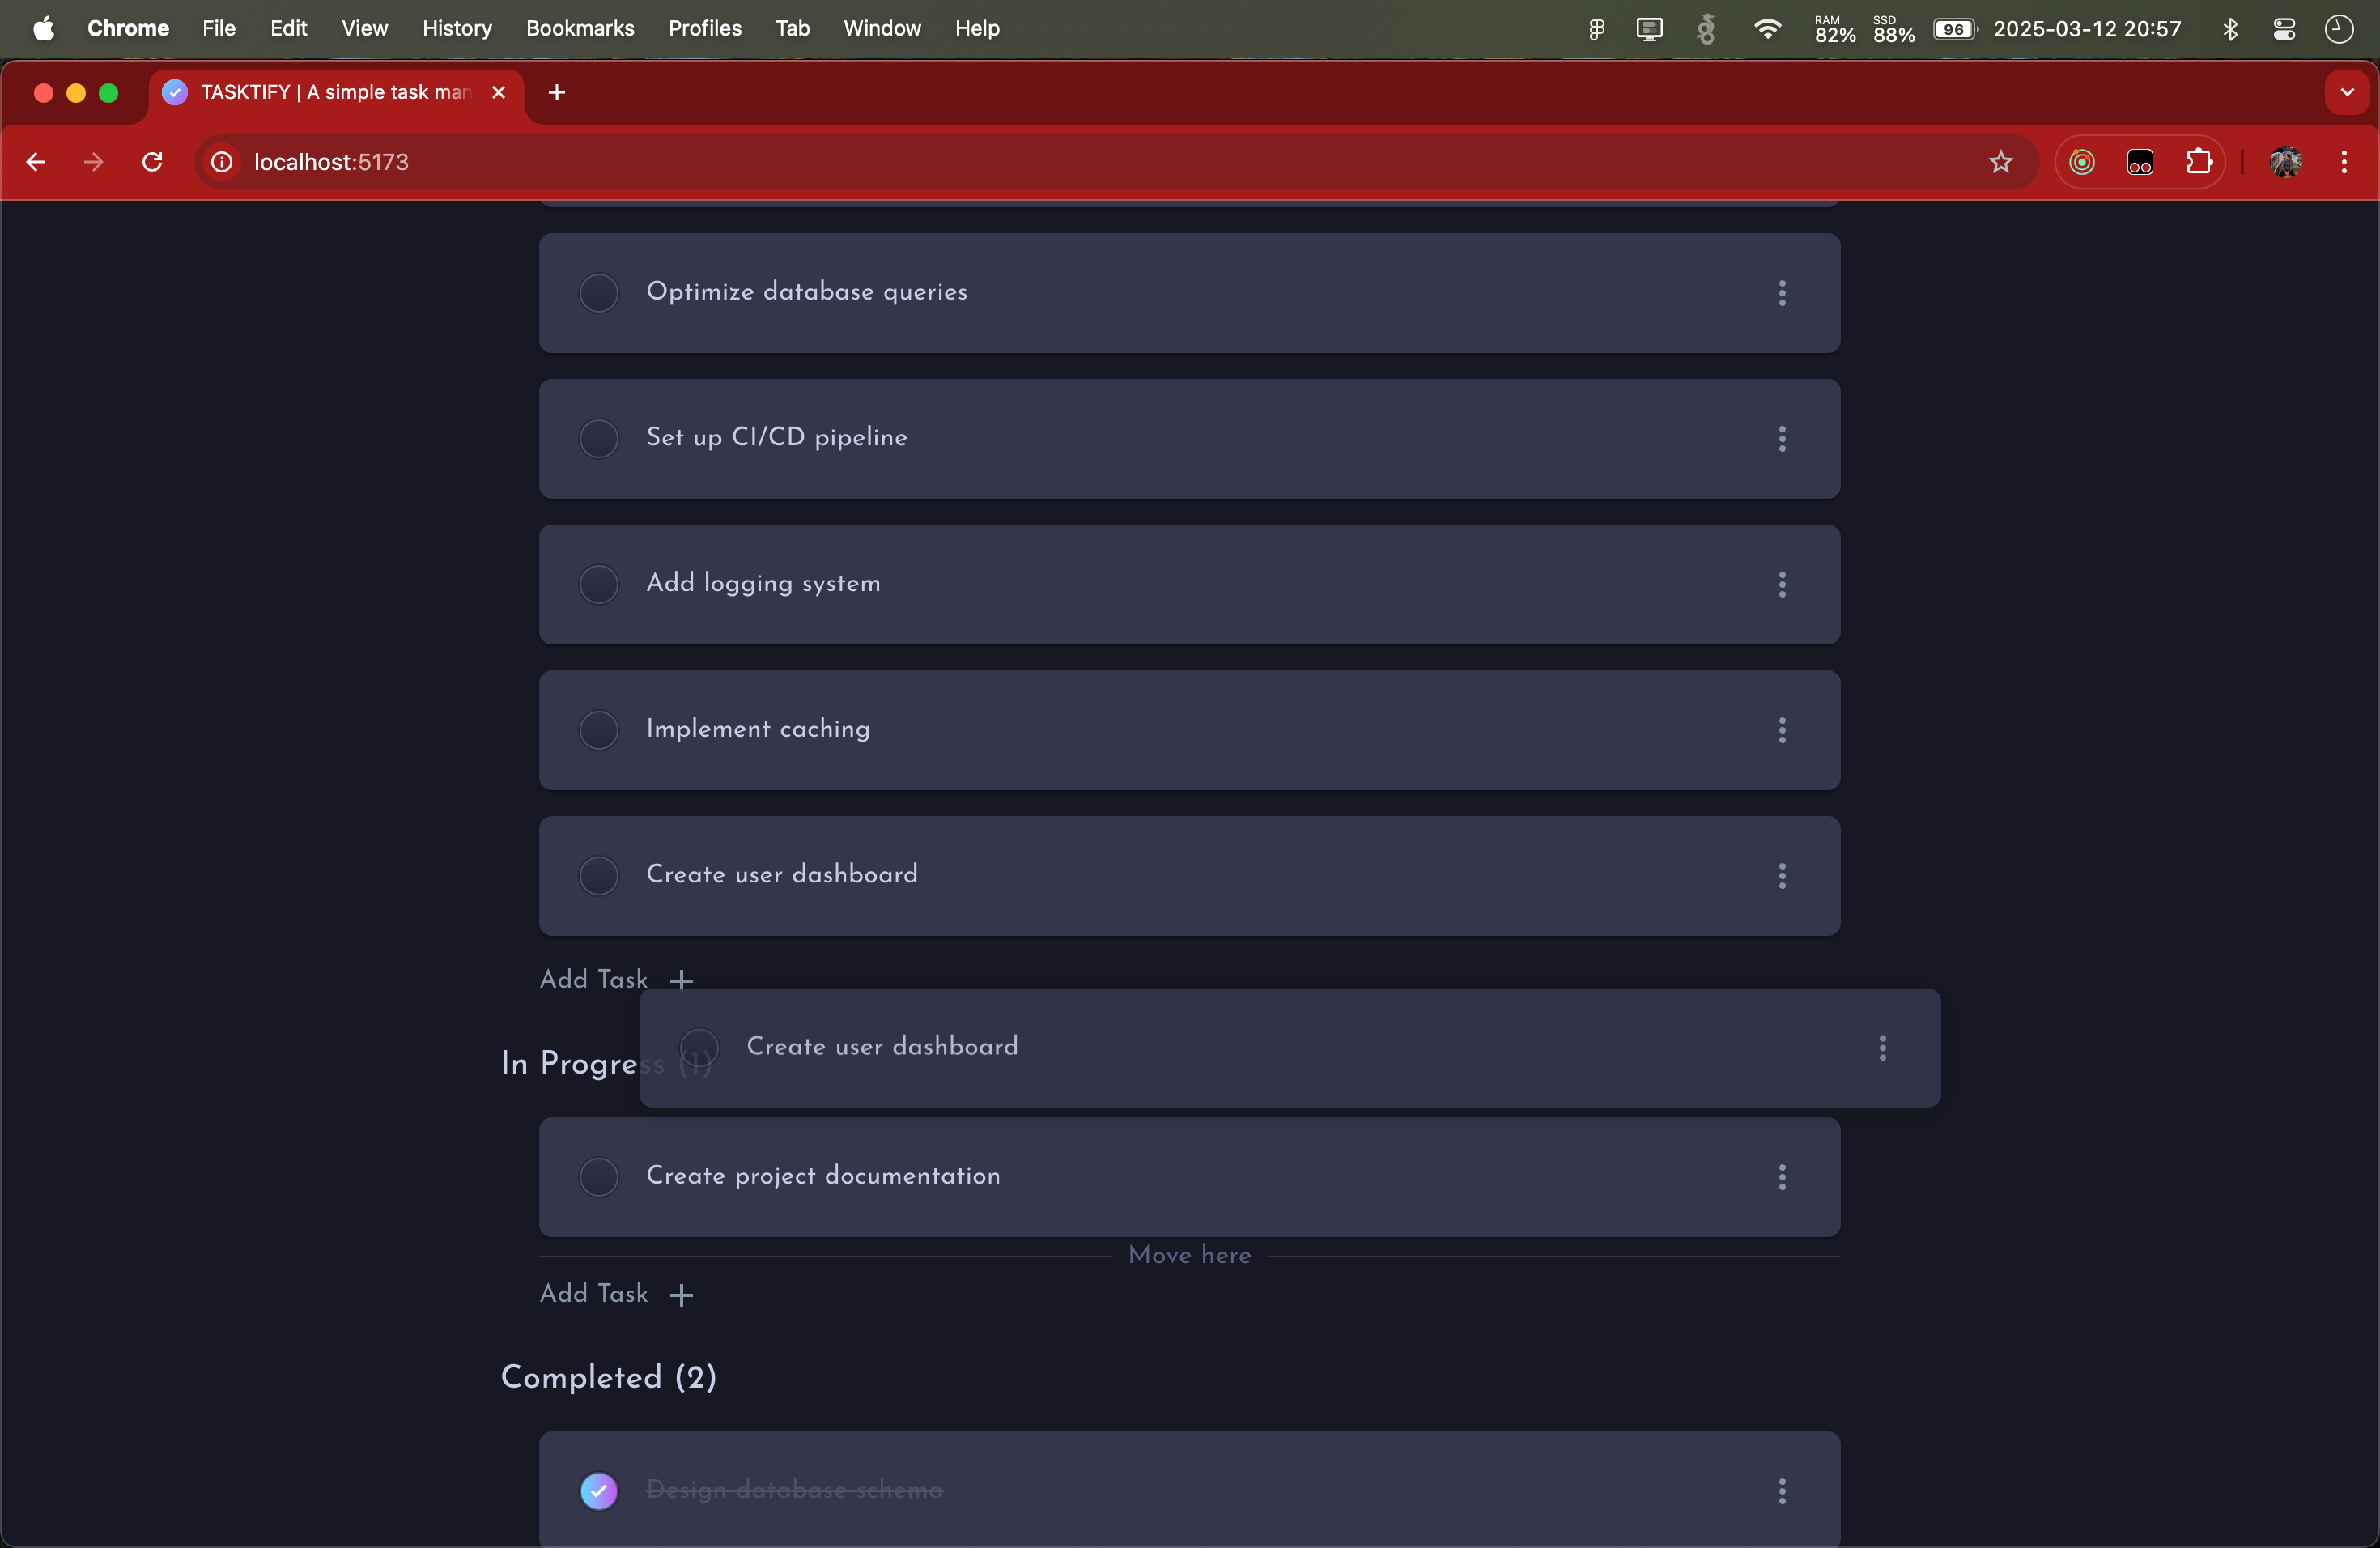 Chrome File Edit View History Bookmarks Profiles Tab Window Help
RAM 82% SSD 88% 96 2025-03-12 20:57
TASKTIFY | A simple task man
localhost:5173
Optimize database queries
Set up CI/CD pipeline
Add logging system
Implement caching
Create user dashboard
Add Task +
Create user dashboard
In Progress (1)
Create project documentation
Move here
Add Task +
Completed (2)
Design database schema